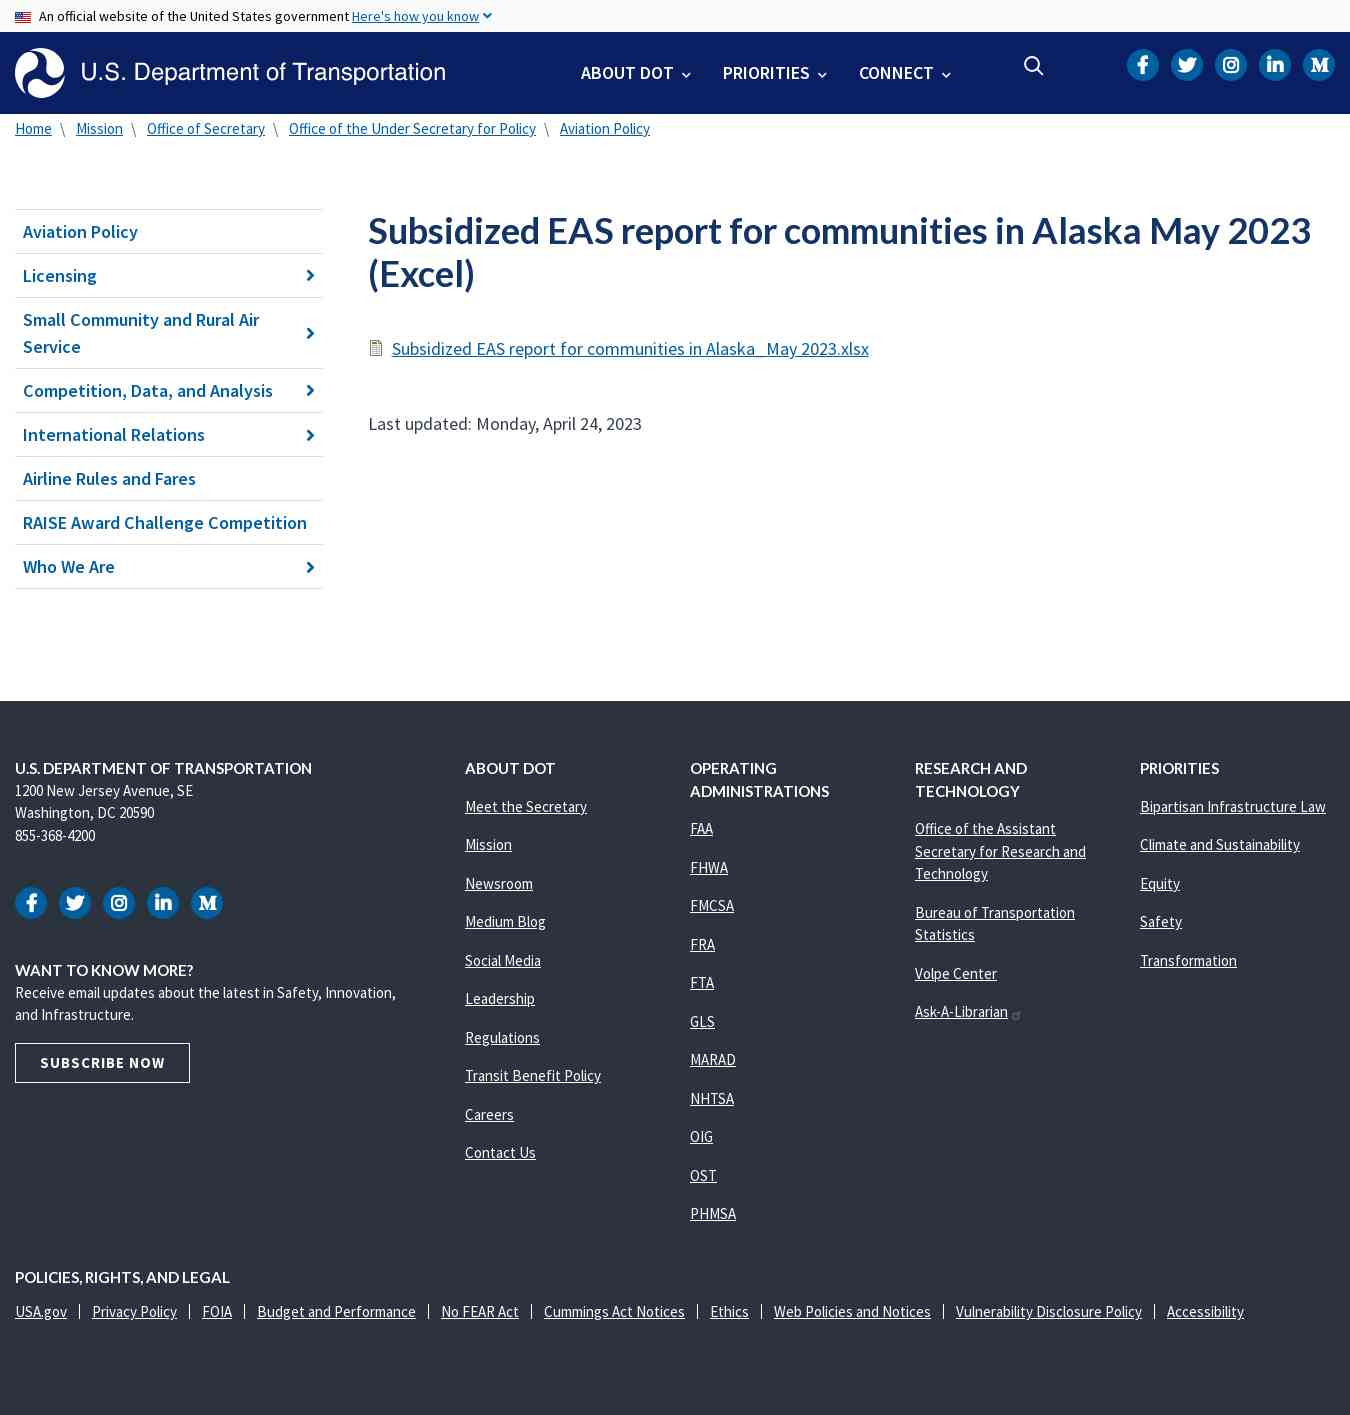 An official website of the United States government Here's how you know
U.S. Department of Transportation
ABOUT DOT
PRIORITIES
CONNECT
Home \ Mission \ Office of Secretary \ Office of the Under Secretary for Policy \ Aviation Policy
Aviation Policy
Licensing
Small Community and Rural Air
Service
Competition, Data, and Analysis
International Relations
Airline Rules and Fares
RAISE Award Challenge Competition
Who We Are
Subsidized EAS report for communities in Alaska May 2023
(Excel)
Subsidized EAS report for communities in Alaska_ May 2023.xlsx
Last updated: Monday, April 24, 2023
U.S. DEPARTMENT OF TRANSPORTATION
1200 New Jersey Avenue, SE
Washington, DC 20590
855-368-4200
WANT TO KNOW MORE?
Receive email updates about the latest in Safety, Innovation,
and Infrastructure.
SUBSCRIBE NOW
ABOUT DOT
Meet the Secretary
Mission
Newsroom
Medium Blog
Social Media
Leadership
Regulations
Transit Benefit Policy
Careers
Contact Us
OPERATING
ADMINISTRATIONS
FAA
FHWA
FMCSA
FRA
FTA
GLS
MARAD
NHTSA
OIG
OST
PHMSA
RESEARCH AND
TECHNOLOGY
Office of the Assistant
Secretary for Research and
Technology
Bureau of Transportation
Statistics
Volpe Center
Ask-A-Librarian
PRIORITIES
Bipartisan Infrastructure Law
Climate and Sustainability
Equity
Safety
Transformation
POLICIES, RIGHTS, AND LEGAL
USA.gov | Privacy Policy | FOIA | Budget and Performance | No FEAR Act | Cummings Act Notices | Ethics | Web Policies and Notices | Vulnerability Disclosure Policy | Accessibility